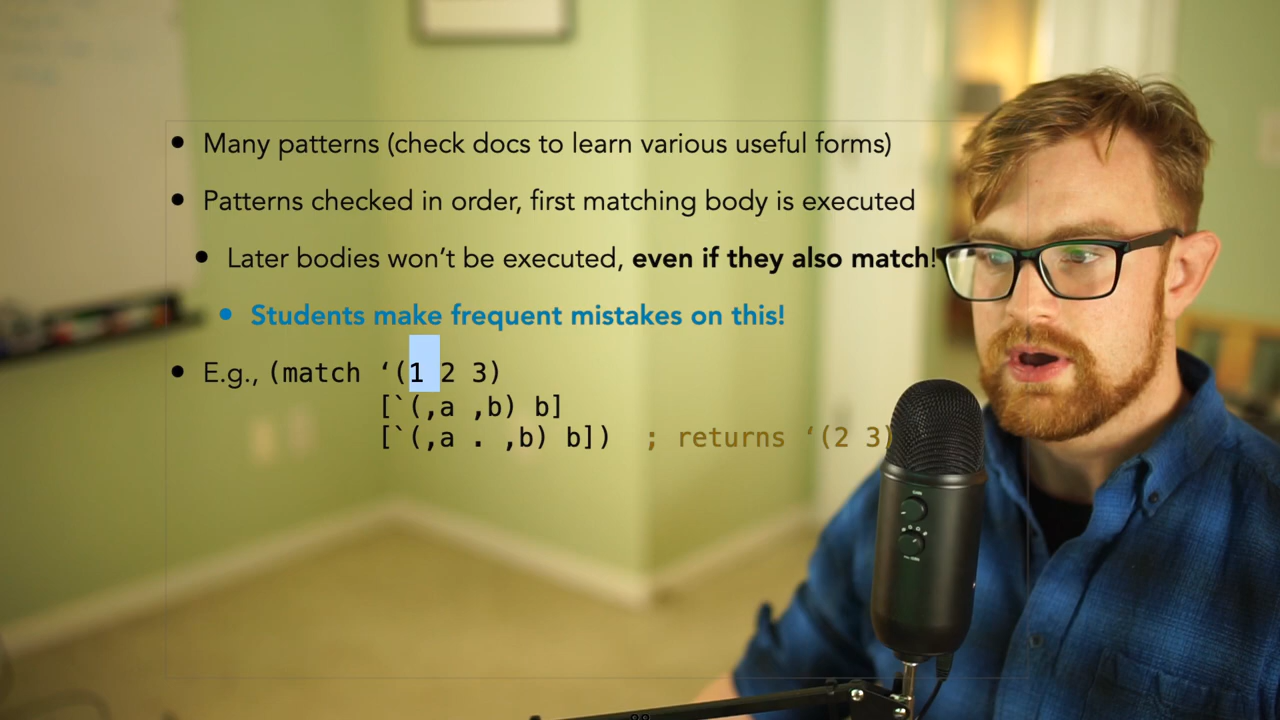 • Many patterns (check docs to learn various useful forms)
• Patterns checked in order, first matching body is executed
• Later bodies won’t be executed, even if they also match!
• Students make frequent mistakes on this!
• E.g., (match ‘(1 2 3)
[`(,a ,b) b]
[`(,a . ,b) b]) ; returns ‘(2 3)